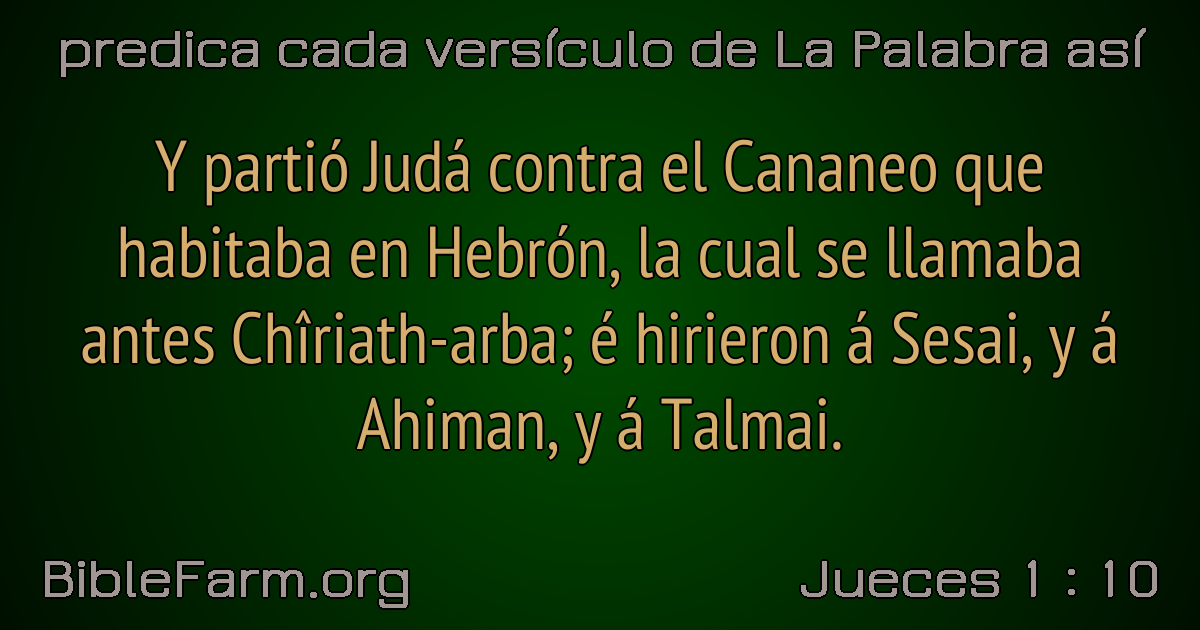 predica cada versículo de La Palabra así
Y partió Judá contra el Cananeo que
habitaba en Hebrón, la cual se llamaba
antes Chîriath-arba; é hirieron á Sesai, y á
Ahiman, y á Talmai.
BibleFarm.org
Jueces 1 : 10